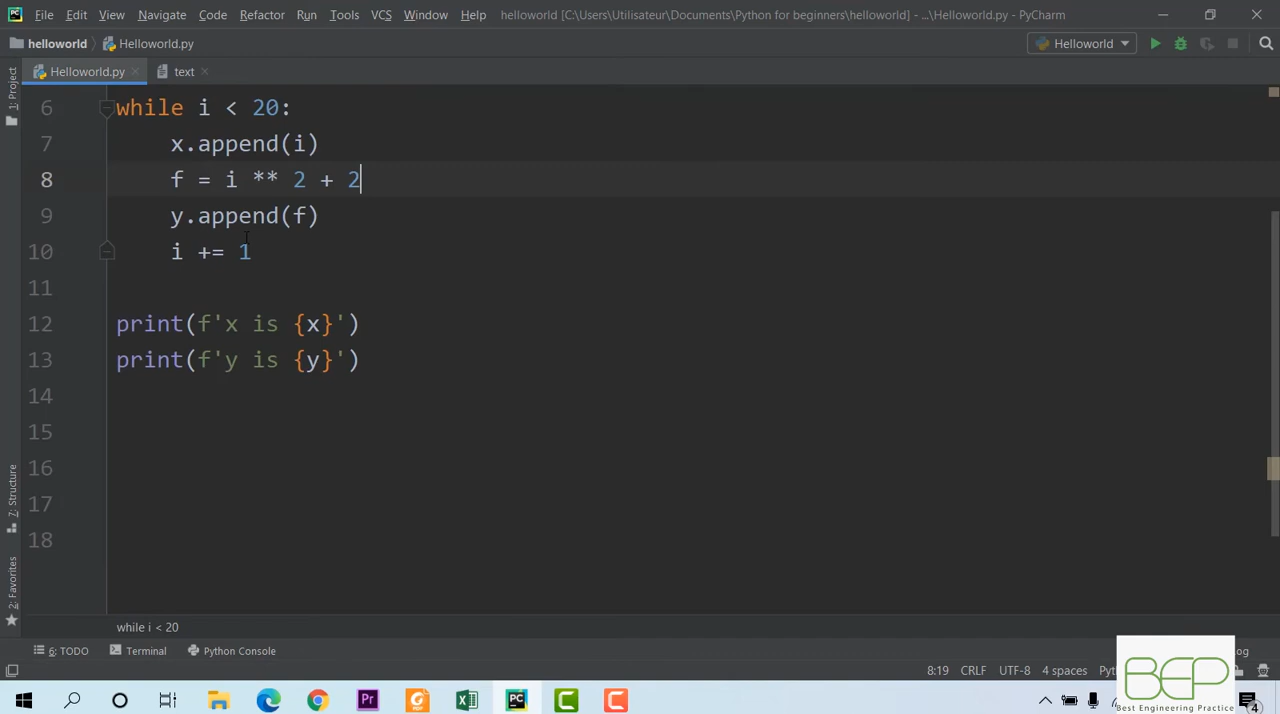 File Edit View Navigate Code Refactor Run Tools VCS Window Help helloworld [C:\Users\Utilisateur\Documents\Python for beginners\helloworld] - ...\Helloworld.py - PyCharm
helloworld Helloworld.py Helloworld
Helloworld.py text
1: Project
6 while i < 20:
7 x.append(i)
8 f = i ** 2 + 2
9 y.append(f)
10 i += 1
11
12 print(f'x is {x}')
13 print(f'y is {y}')
14
15
16
17
18
7: Structure
2: Favorites
while i < 20
6: TODO Terminal Python Console
8:19 CRLF UTF-8 4 spaces
BEP
Best Engineering Practice
4